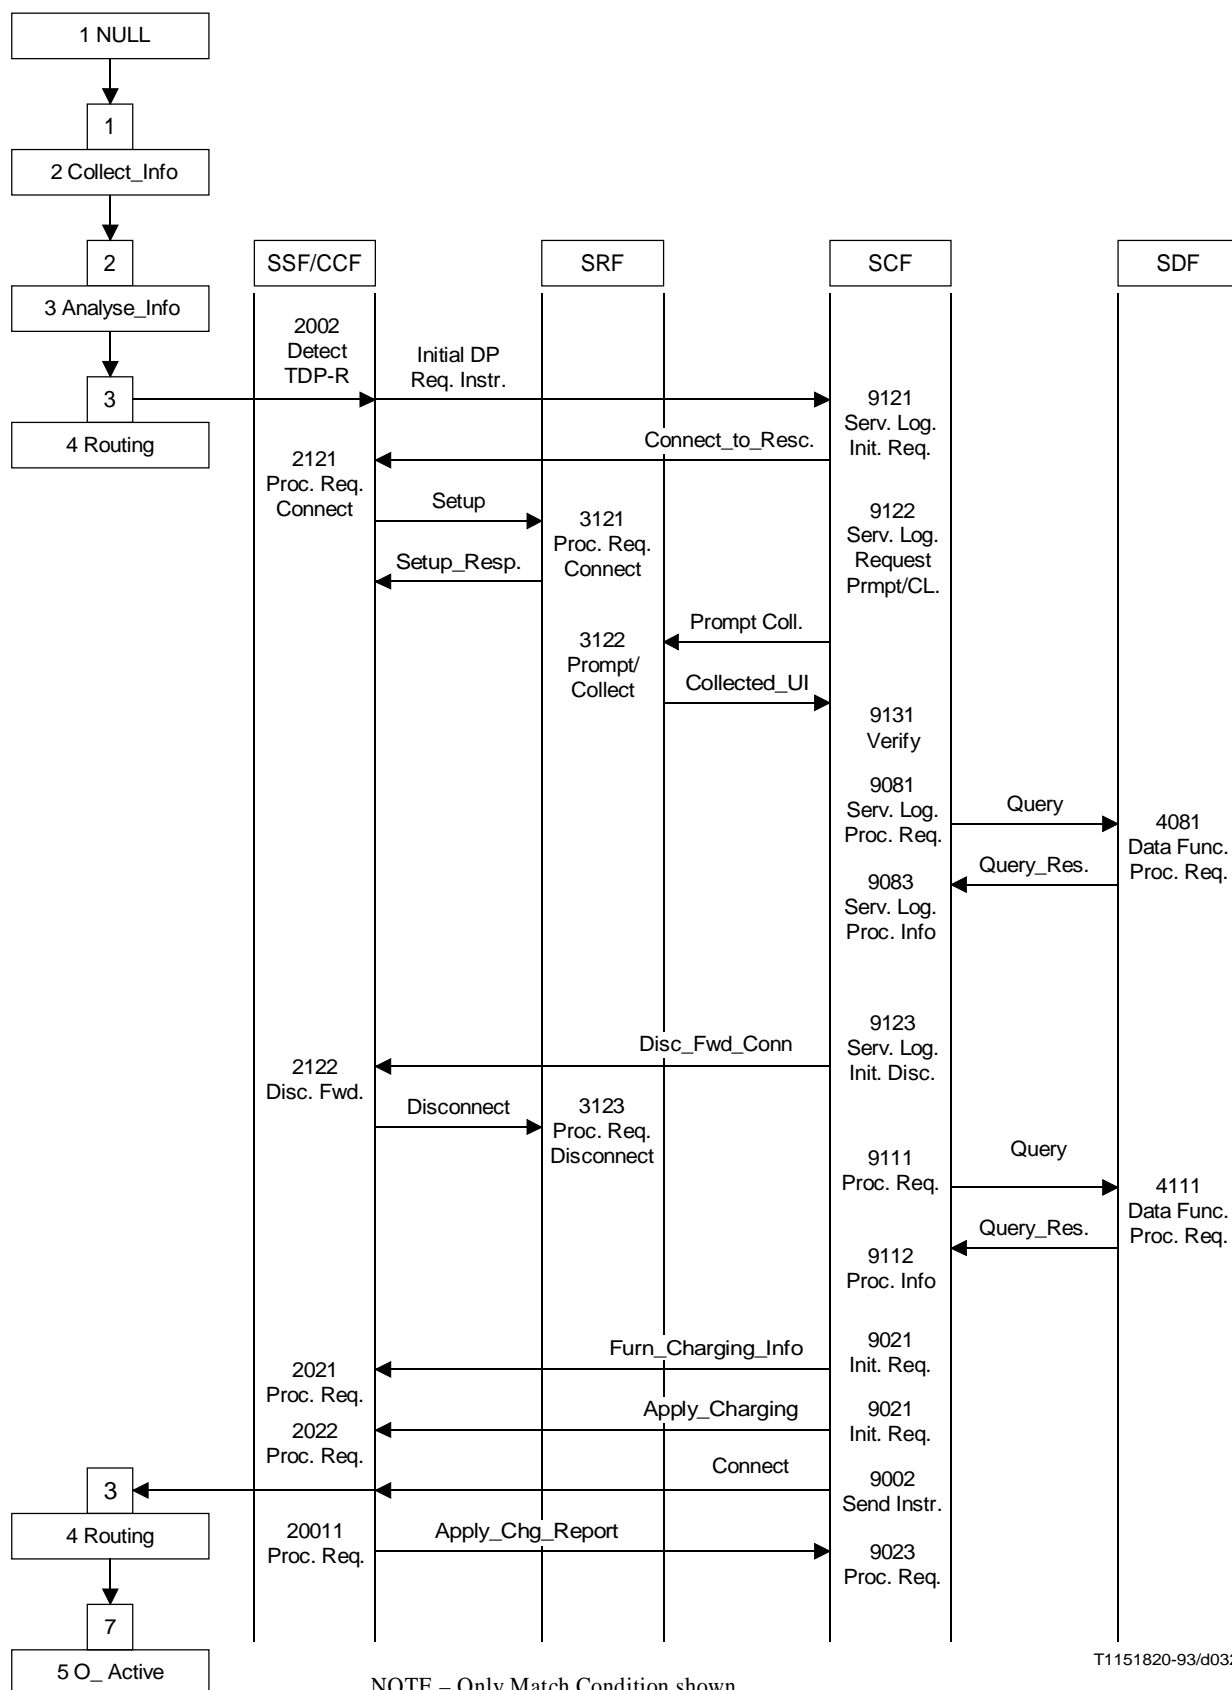 1 NULL
1
2 Collect_Info
2
3 Analyse_Info
3
4 Routing
SSF/CCF
SRF
SCF
SDF
2002
Detect
TDP-R
Initial DP
Req. Instr.
9121
Serv. Log.
Init. Req.
Connect_to_Resc.
2121
Proc. Req.
Connect
Setup
3121
Proc. Req.
Connect
9122
Serv. Log.
Request
Prmpt/CL.
Setup_Resp.
Prompt Coll.
3122
Prompt/
Collect
Collected_UI
9131
Verify
9081
Serv. Log.
Proc. Req.
Query
4081
Data Func.
Proc. Req.
Query_Res.
9083
Serv. Log.
Proc. Info
9123
Serv. Log.
Init. Disc.
Disc_Fwd_Conn
2122
Disc. Fwd.
Disconnect
3123
Proc. Req.
Disconnect
9111
Proc. Req.
Query
4111
Data Func.
Proc. Req.
Query_Res.
9112
Proc. Info
Furn_Charging_Info
9021
Init. Req.
2021
Proc. Req.
Apply_Charging
9021
Init. Req.
2022
Proc. Req.
Connect
9002
Send Instr.
3
4 Routing
20011
Proc. Req.
Apply_Chg_Report
9023
Proc. Req.
7
5 O_ Active
T1151820-93/d032
NOTE – Only Match Condition shown